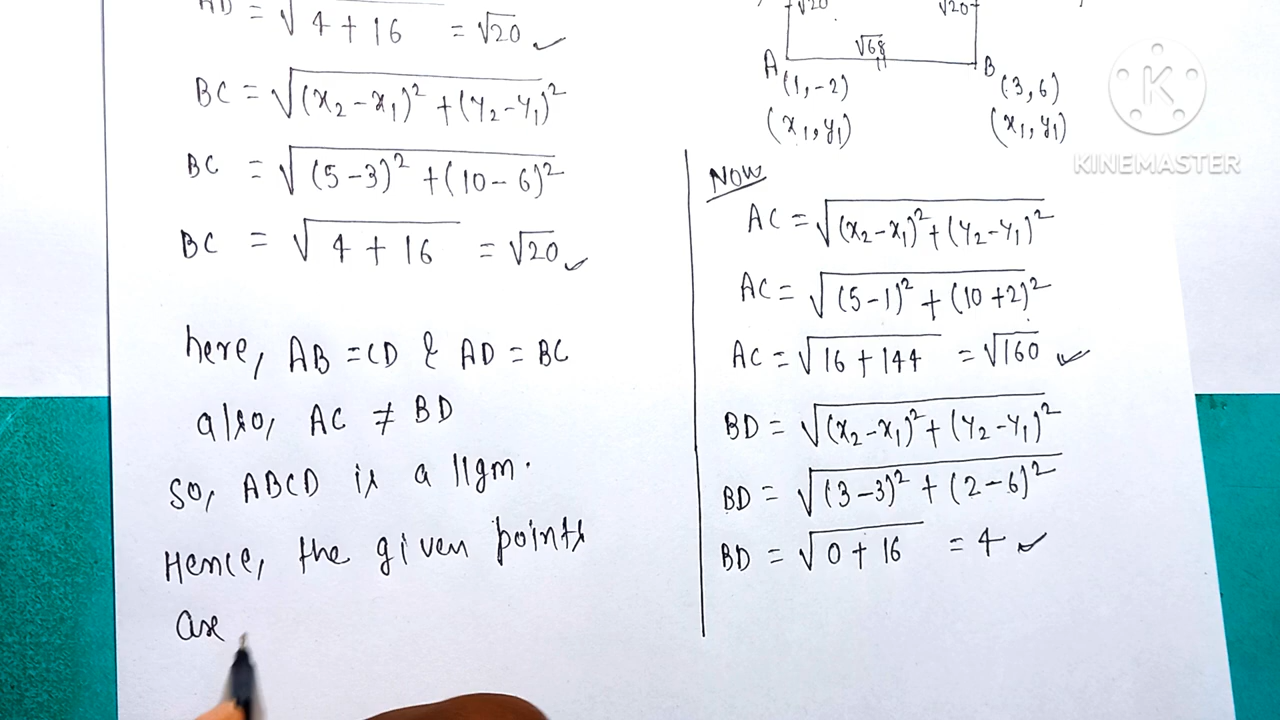 AD = √4 + 16 = √20 ✓
BC = √(x₂ - x₁)² + (y₂ - y₁)²
BC = √(5 - 3)² + (10 - 6)²
BC = √4 + 16 = √20 ✓
here, AB = CD & AD = BC
also, AC ≠ BD
so, ABCD is a llgm.
Hence, the given points
are
√20 √20
√68
A B
(1, -2) (3, 6)
(x₁, y₁) (x₁, y₁)
Now
AC = √(x₂ - x₁)² + (y₂ - y₁)²
AC = √(5 - 1)² + (10 + 2)²
AC = √16 + 144 = √160 ✓
BD = √(x₂ - x₁)² + (y₂ - y₁)²
BD = √(3 - 3)² + (2 - 6)²
BD = √0 + 16 = 4 ✓
K
KINEMASTER